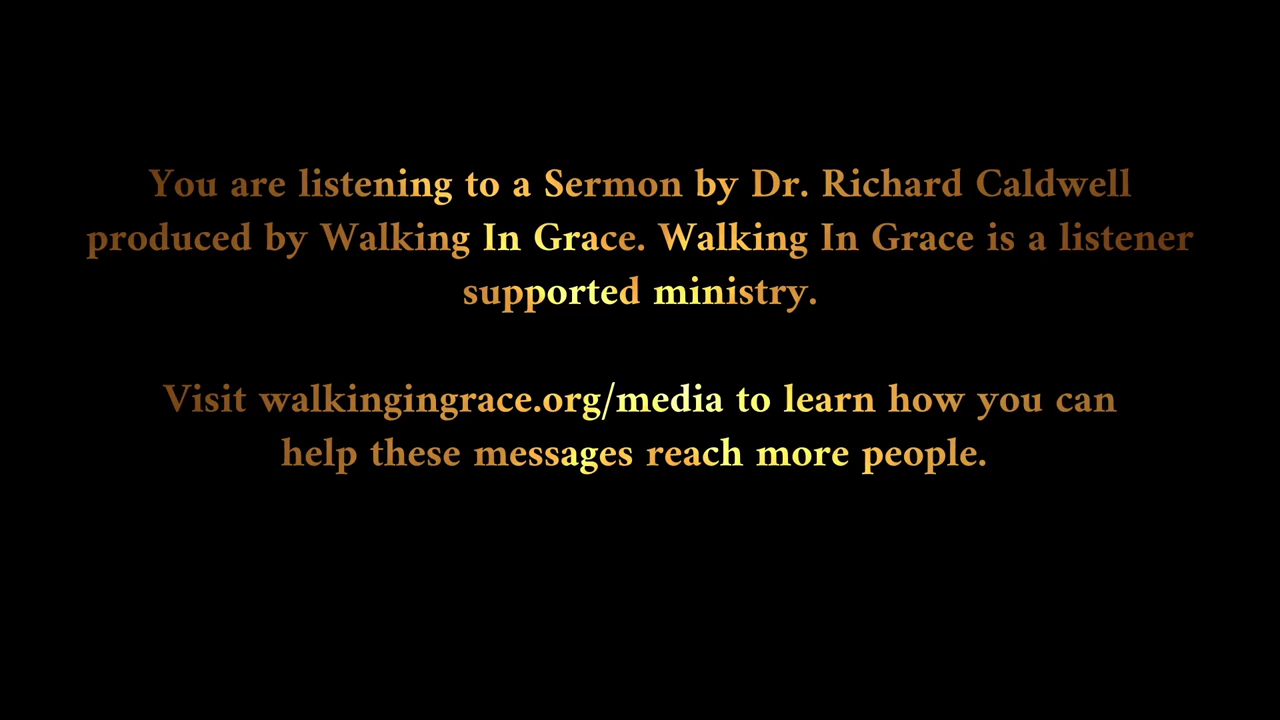 You are listening to a Sermon by Dr. Richard Caldwell
produced by Walking In Grace. Walking In Grace is a listener
supported ministry.
Visit walkingingrace.org/media to learn how you can
help these messages reach more people.